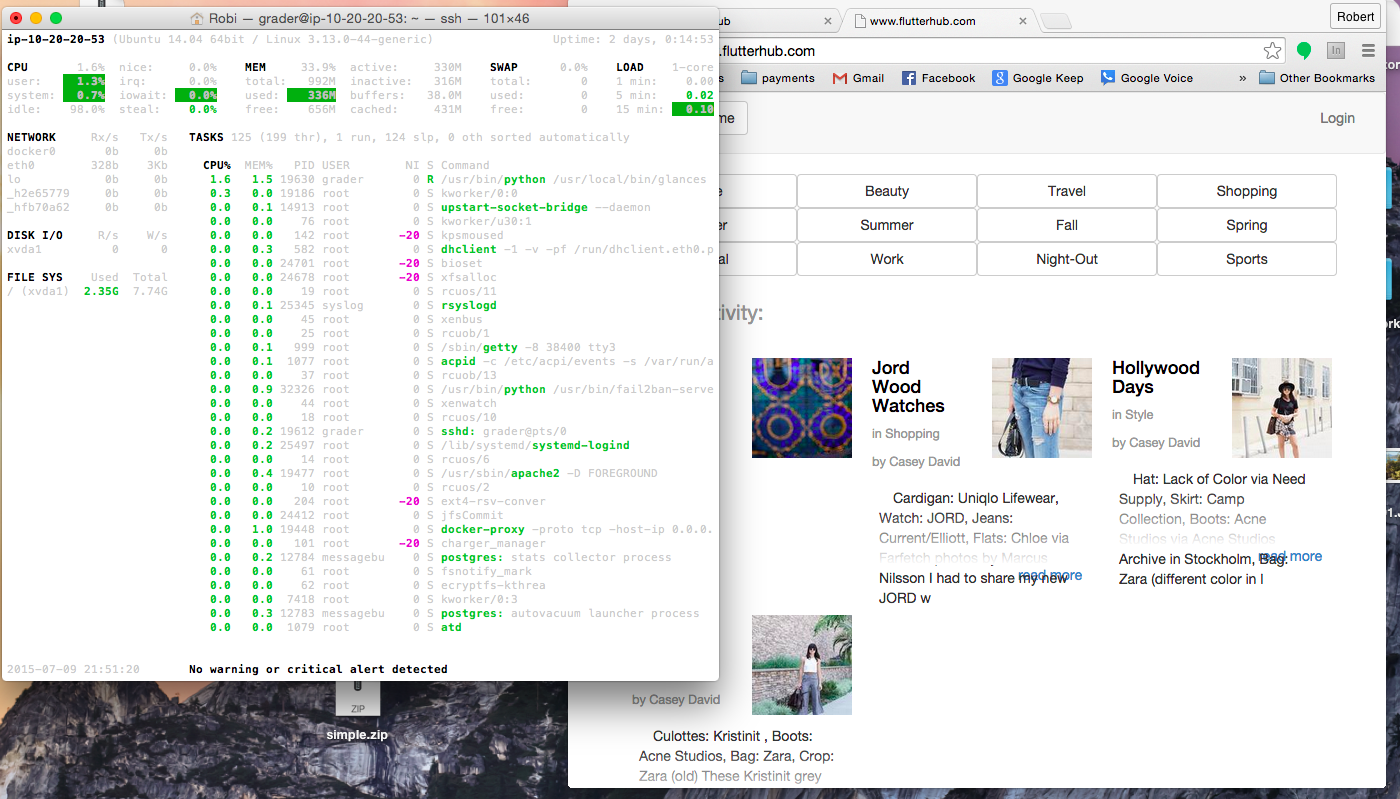 Robi — grader@ip-10-20-20-53: ~ — ssh — 101×46
ip-10-20-20-53 (Ubuntu 14.04 64bit / Linux 3.13.0-44-generic) Uptime: 2 days, 0:14:53
CPU 1.6% nice: 0.0% MEM 33.9% active: 330M SWAP 0.0% LOAD 1-core
user: 1.3% irq: 0.0% total: 992M inactive: 316M total: 0 1 min: 0.00
system: 0.7% iowait: 0.0% used: 336M buffers: 38.0M used: 0 5 min: 0.02
idle: 98.0% steal: 0.0% free: 656M cached: 431M free: 0 15 min: 0.10
NETWORK Rx/s Tx/s TASKS 125 (199 thr), 1 run, 124 slp, 0 oth sorted automatically
docker0 0b 0b
eth0 328b 3Kb CPU% MEM% PID USER NI S Command
lo 0b 0b 1.6 1.5 19630 grader 0 R /usr/bin/python /usr/local/bin/glances
_h2e65779 0b 0b 0.3 0.0 19186 root 0 S kworker/0:0
_hfb70a62 0b 0b 0.0 0.1 14913 root 0 S upstart-socket-bridge --daemon
0.0 0.0 76 root 0 S kworker/u30:1
DISK I/O R/s W/s 0.0 0.0 142 root -20 S kpsmoused
xvda1 0 0 0.0 0.3 582 root 0 S dhclient -1 -v -pf /run/dhclient.eth0.p
0.0 0.0 24701 root -20 S bioset
FILE SYS Used Total 0.0 0.0 24678 root -20 S xfsalloc
/ (xvda1) 2.35G 7.74G 0.0 0.0 19 root 0 S rcuos/11
0.0 0.1 25345 syslog 0 S rsyslogd
0.0 0.0 45 root 0 S xenbus
0.0 0.0 25 root 0 S rcuob/1
0.0 0.1 999 root 0 S /sbin/getty -8 38400 tty3
0.0 0.1 1077 root 0 S acpid -c /etc/acpi/events -s /var/run/a
0.0 0.0 37 root 0 S rcuob/13
0.0 0.9 32326 root 0 S /usr/bin/python /usr/bin/fail2ban-serve
0.0 0.0 44 root 0 S xenwatch
0.0 0.0 18 root 0 S rcuos/10
0.0 0.2 19612 grader 0 S sshd: grader@pts/0
0.0 0.2 25497 root 0 S /lib/systemd/systemd-logind
0.0 0.0 14 root 0 S rcuos/6
0.0 0.4 19477 root 0 S /usr/sbin/apache2 -D FOREGROUND
0.0 0.0 10 root 0 S rcuos/2
0.0 0.0 204 root -20 S ext4-rsv-conver
0.0 0.0 24412 root 0 S jfsCommit
0.0 1.0 19448 root 0 S docker-proxy -proto tcp -host-ip 0.0.0.
0.0 0.0 101 root -20 S charger_manager
0.0 0.2 12784 messagebu 0 S postgres: stats collector process
0.0 0.0 61 root 0 S fsnotify_mark
0.0 0.0 62 root 0 S ecryptfs-kthrea
0.0 0.0 7418 root 0 S kworker/0:3
0.0 0.3 12783 messagebu 0 S postgres: autovacuum launcher process
0.0 0.0 1079 root 0 S atd
2015-07-09 21:51:20 No warning or critical alert detected
ZIP
simple.zip
ub
www.flutterhub.com
Robert
.flutterhub.com
s payments Gmail Facebook Google Keep Google Voice » Other Bookmarks
me Login
e Beauty Travel Shopping
er Summer Fall Spring
al Work Night-Out Sports
tivity:
Jord
Wood
Watches
in Shopping
by Casey David
Cardigan: Uniqlo Lifewear,
Watch: JORD, Jeans:
Current/Elliott, Flats: Chloe via
Farfetch photos by Marcus
Nilsson I had to share my new
read more
JORD w
Hollywood
Days
in Style
by Casey David
Hat: Lack of Color via Need
Supply, Skirt: Camp
Collection, Boots: Acne
Studios via Acne Studios
Archive in Stockholm, Bag:
read more
Zara (different color in l
by Casey David
Culottes: Kristinit , Boots:
Acne Studios, Bag: Zara, Crop:
Zara (old) These Kristinit grey